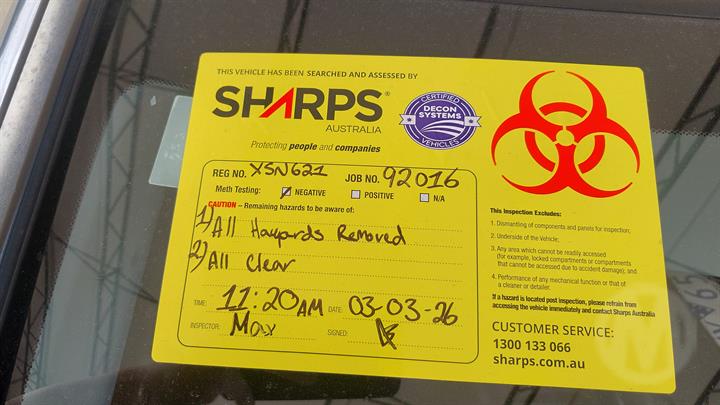 THIS VEHICLE HAS BEEN SEARCHED AND ASSESSED BY
SHARPS®
AUSTRALIA
Protecting people and companies
CERTIFIED
DECON
SYSTEMS
VEHICLES
REG NO. XSN621 JOB NO. 92016
Meth Testing: NEGATIVE POSITIVE N/A
CAUTION – Remaining hazards to be aware of:
1) All Hazards Removed
2) All Clear
TIME: 11:20AM DATE: 03-03-26
INSPECTOR: Max SIGNED:
This Inspection Excludes:
1. Dismantling of components and panels for inspection;
2. Underside of the Vehicle;
3. Any area which cannot be readily accessed
(for example, locked compartments or compartments
that cannot be accessed due to accident damage); and
4. Performance of any mechanical function or that of
a cleaner or detailer.
If a hazard is located post inspection, please refrain from
accessing the vehicle immediately and contact Sharps Australia
CUSTOMER SERVICE:
1300 133 066
sharps.com.au